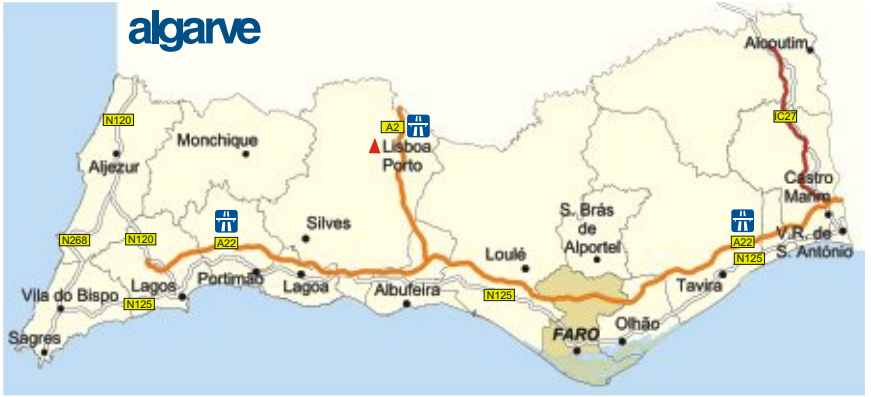 algarve
Alcoutim
N120
A2
IC27
Monchique
Lisboa
Porto
Aljezur
Castro
Marim
S. Brás
de
Alportel
Silves
N268
N120
A22
A22
V.R. de
S. António
Loulé
N125
Portimão
Lagos
Lagoa
Tavira
Vila do Bispo
N125
Albufeira
N125
Olhão
FARO
Sagres